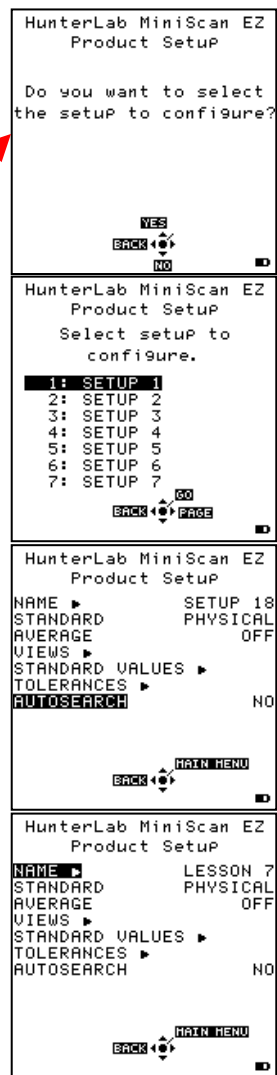 HunterLab MiniScan EZ
Product Setup
Do you want to select
the setup to configure?
YES
BACK
NO
HunterLab MiniScan EZ
Product Setup
Select setup to
configure.
1: SETUP 1
2: SETUP 2
3: SETUP 3
4: SETUP 4
5: SETUP 5
6: SETUP 6
7: SETUP 7
GO
BACK PAGE
HunterLab MiniScan EZ
Product Setup
NAME ▶ SETUP 18
STANDARD PHYSICAL
AVERAGE OFF
VIEWS ▶
STANDARD VALUES ▶
TOLERANCES ▶
AUTOSEARCH NO
MAIN MENU
BACK
HunterLab MiniScan EZ
Product Setup
NAME ▶ LESSON 7
STANDARD PHYSICAL
AVERAGE OFF
VIEWS ▶
STANDARD VALUES ▶
TOLERANCES ▶
AUTOSEARCH NO
MAIN MENU
BACK